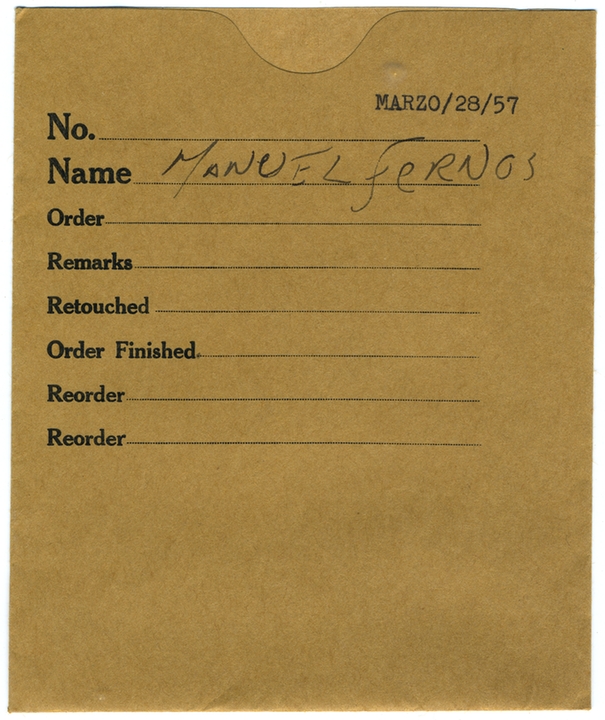 MARZO/28/57
No.
Name MANUEL FERNOS
Order
Remarks
Retouched
Order Finished
Reorder
Reorder